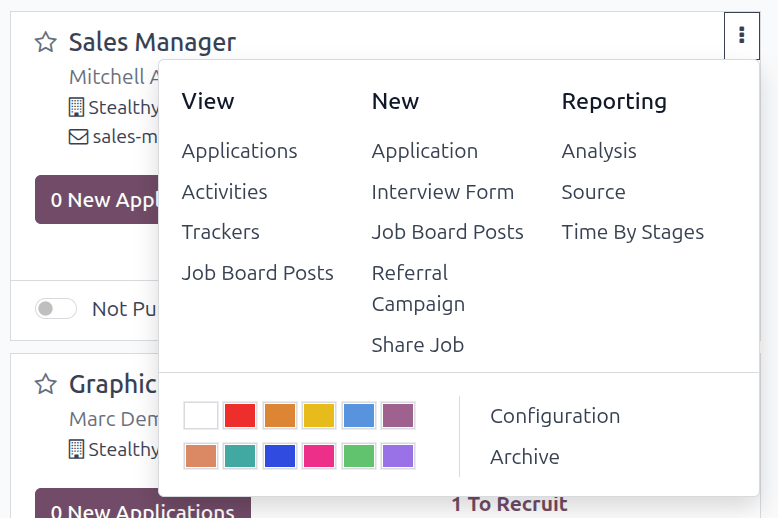 Sales Manager
Mitchell A
Stealthy
sales-m
0 New Appl
Not Pu
View
Applications
Activities
Trackers
Job Board Posts
New
Application
Interview Form
Job Board Posts
Referral
Campaign
Share Job
Reporting
Analysis
Source
Time By Stages
Configuration
Archive
Graphic
Marc Dem
Stealthy
0 New Applications
1 To Recruit